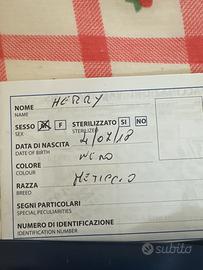 NOME HERRY
NAME
SESSO M F STERILIZZATO SI NO
SEX STERILIZED
DATA DI NASCITA 4/07/18
DATE OF BIRTH
COLORE NERO
COLOUR
RAZZA METICCIO
BREED
SEGNI PARTICOLARI
SPECIAL PECULIARITIES
NUMERO DI IDENTIFICAZIONE
IDENTIFICATION NUMBER
subito